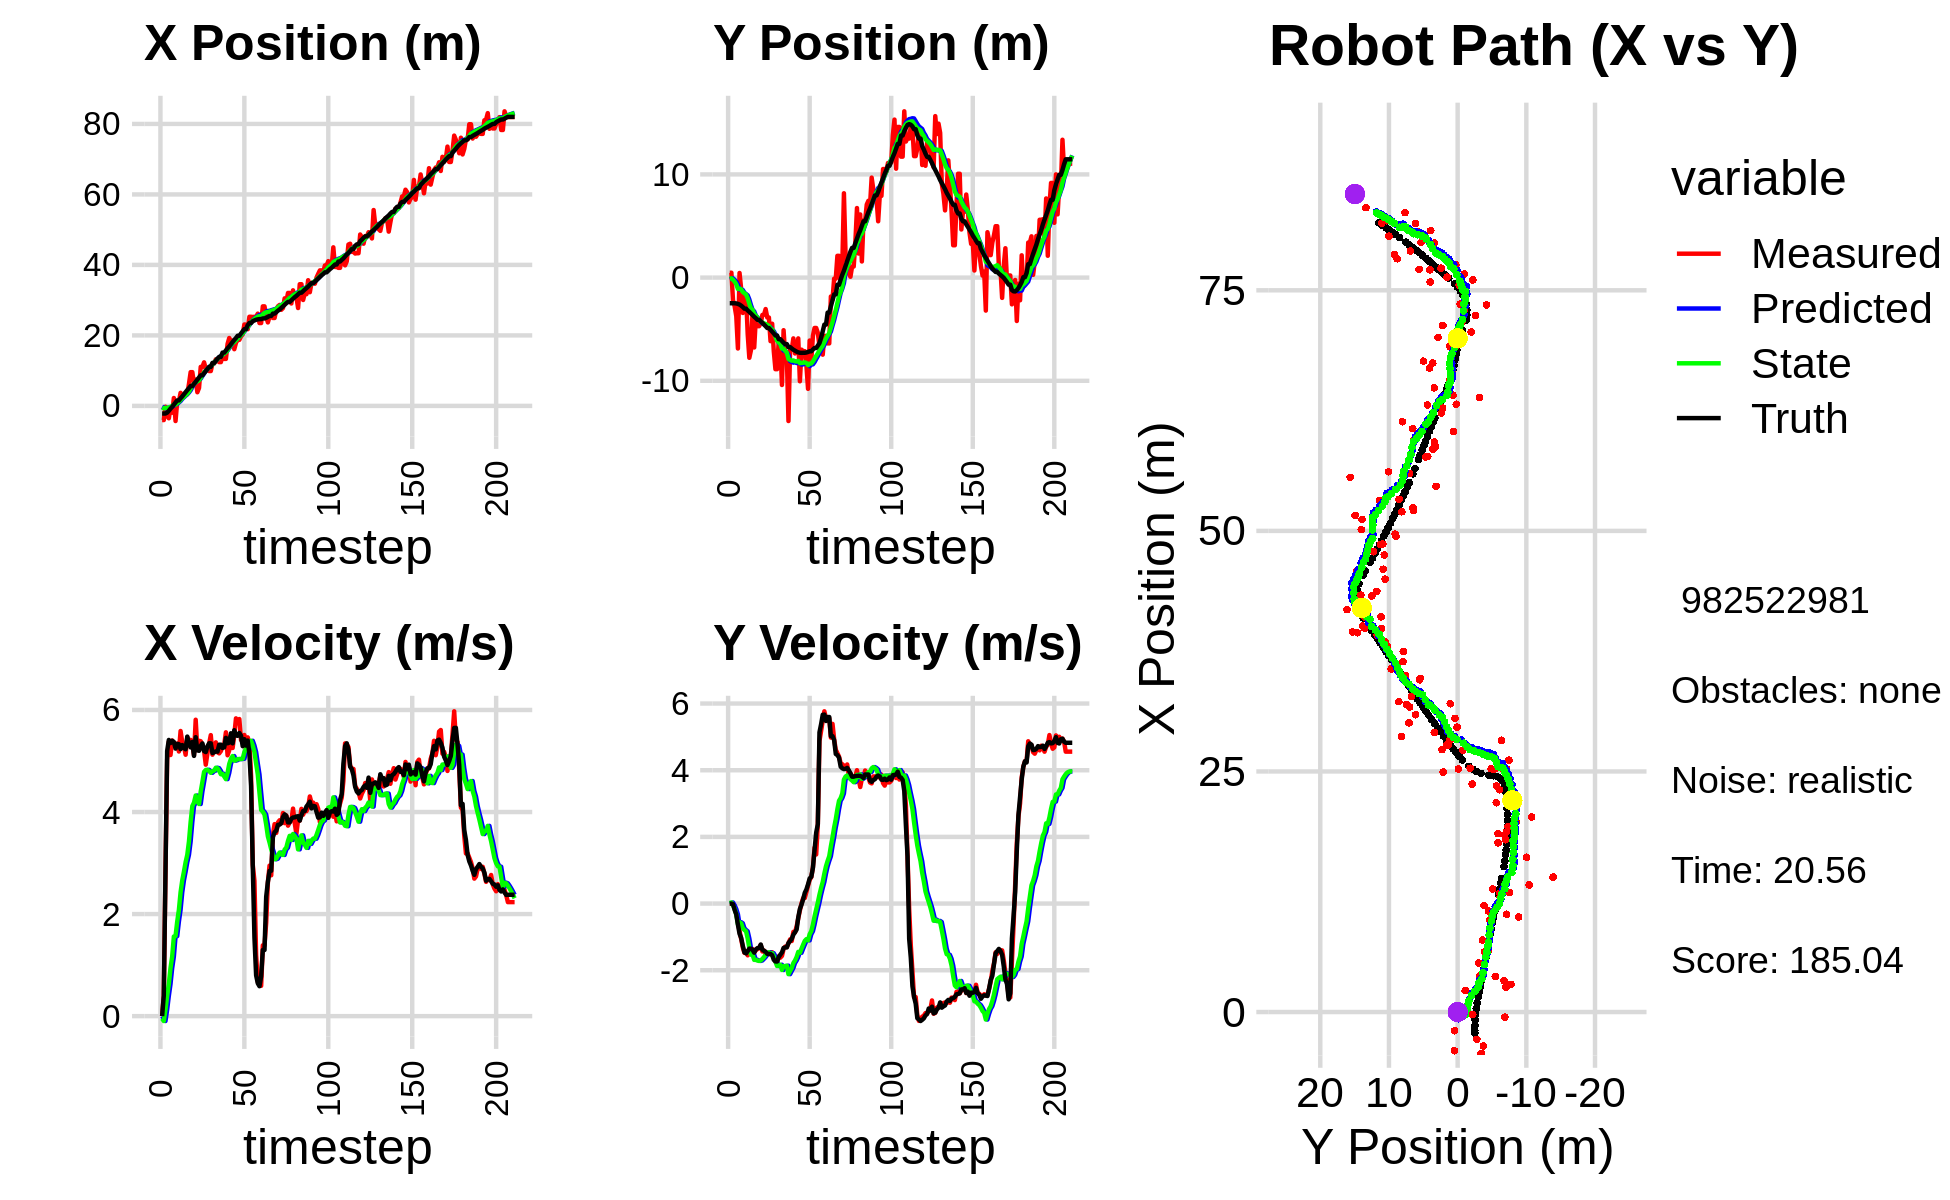 X Position (m)
80
60
40
20
0
0
50
100
150
200
timestep
Y Position (m)
10
0
-10
0
50
100
150
200
timestep
X Velocity (m/s)
6
4
2
0
0
50
100
150
200
timestep
Y Velocity (m/s)
6
4
2
0
-2
0
50
100
150
200
timestep
Robot Path (X vs Y)
X Position (m)
75
50
25
0
20
10
0
-10
-20
Y Position (m)
variable
Measured
Predicted
State
Truth
982522981
Obstacles: none
Noise: realistic
Time: 20.56
Score: 185.04